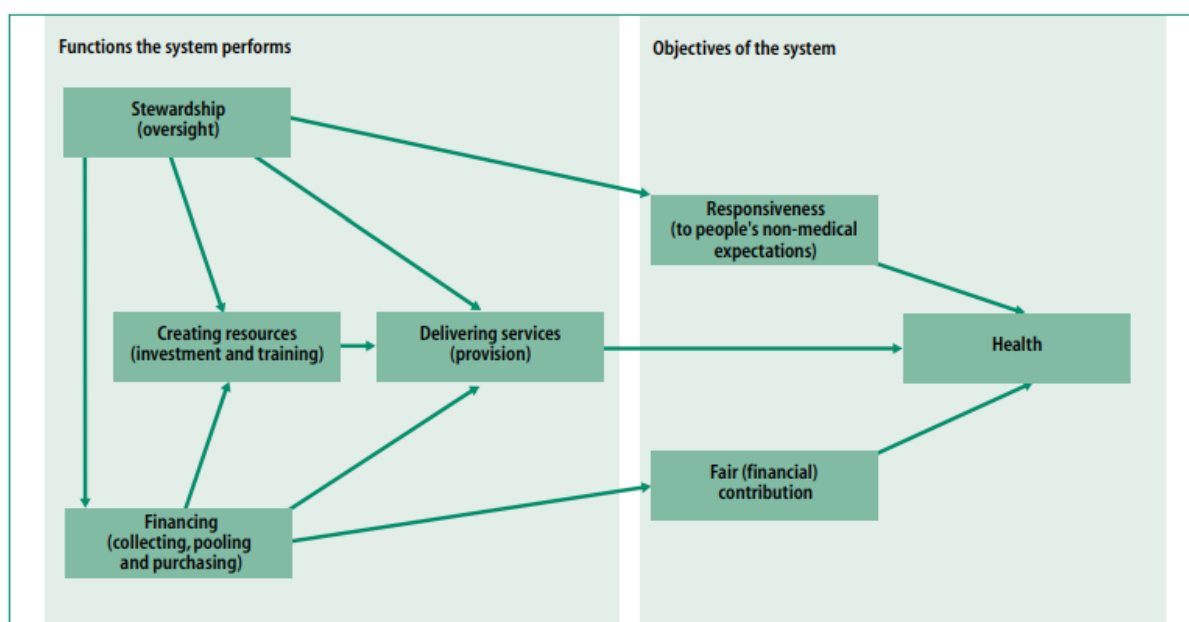 Functions the system performs
Objectives of the system
Stewardship
(oversight)
Responsiveness
(to people's non-medical
expectations)
Creating resources
(investment and training)
Delivering services
(provision)
Health
Fair (financial)
contribution
Financing
(collecting, pooling
and purchasing)